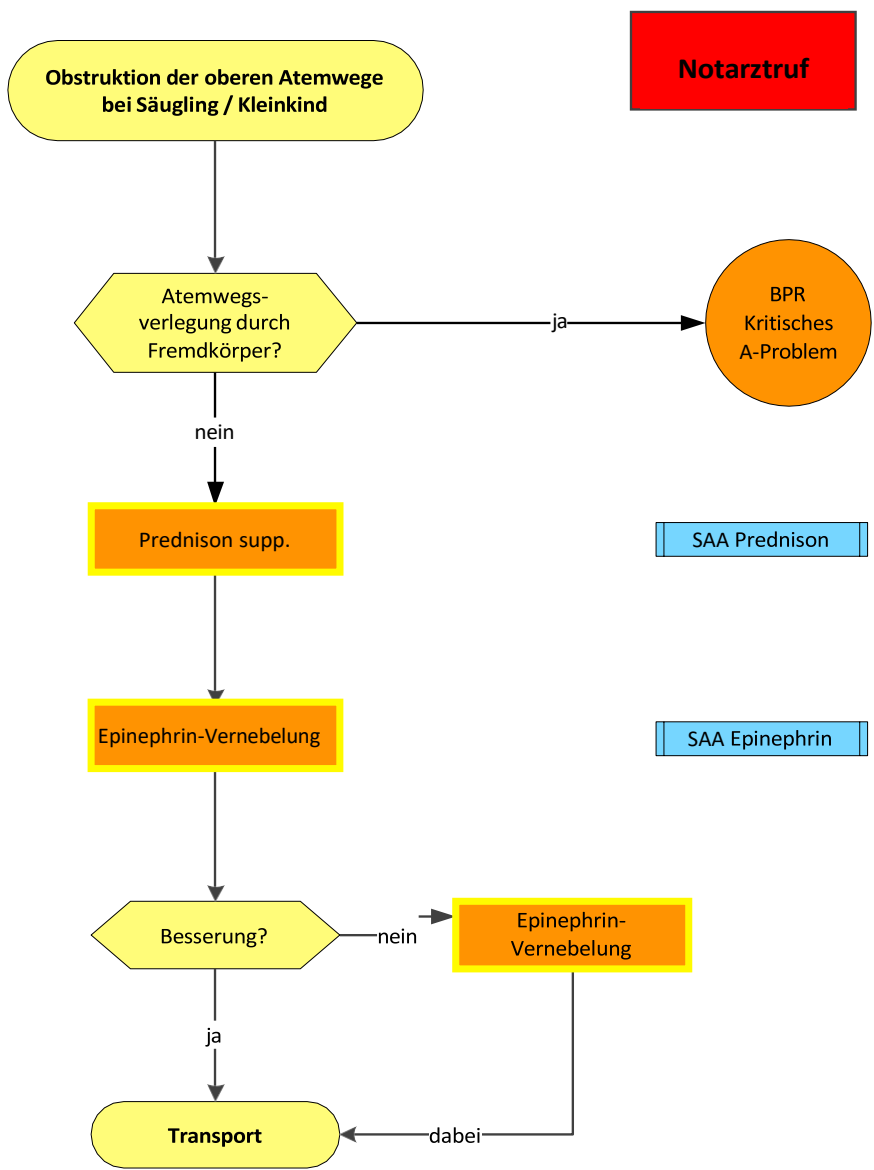 Obstruktion der oberen Atemwege
bei Säugling / Kleinkind
Notarztruf
Atemwegs-
verlegung durch
Fremdkörper?
ja
BPR
Kritisches
A-Problem
nein
Prednison supp.
SAA Prednison
Epinephrin-Vernebelung
SAA Epinephrin
Besserung?
nein
Epinephrin-
Vernebelung
ja
Transport
dabei